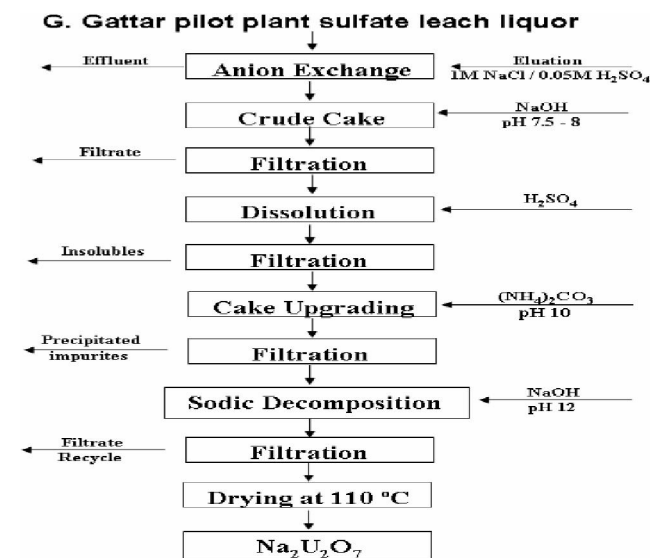 G. Gattar pilot plant sulfate leach liquor
Effluent
Anion Exchange
Eluation
1M NaCl / 0.05M H₂SO₄
Crude Cake
NaOH
pH 7.5 - 8
Filtrate
Filtration
Dissolution
H₂SO₄
Insolubles
Filtration
Cake Upgrading
(NH₄)₂CO₃
pH 10
Precipitated
impurites
Filtration
Sodic Decomposition
NaOH
pH 12
Filtrate
Recycle
Filtration
Drying at 110 ºC
Na₂U₂O₇